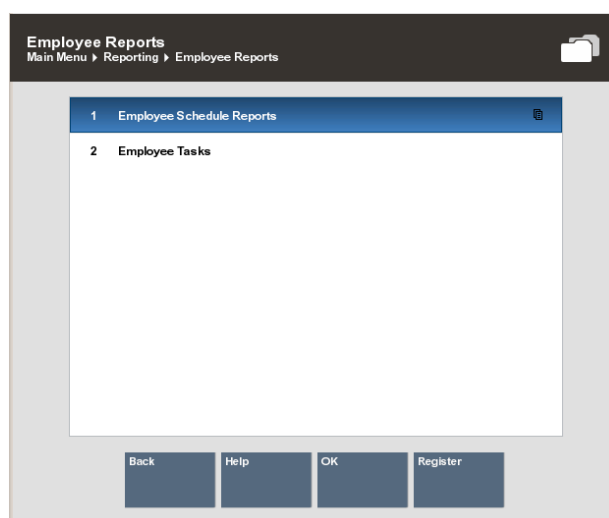 Employee Reports
Main Menu ▸ Reporting ▸ Employee Reports
1 Employee Schedule Reports
2 Employee Tasks
Back Help OK Register